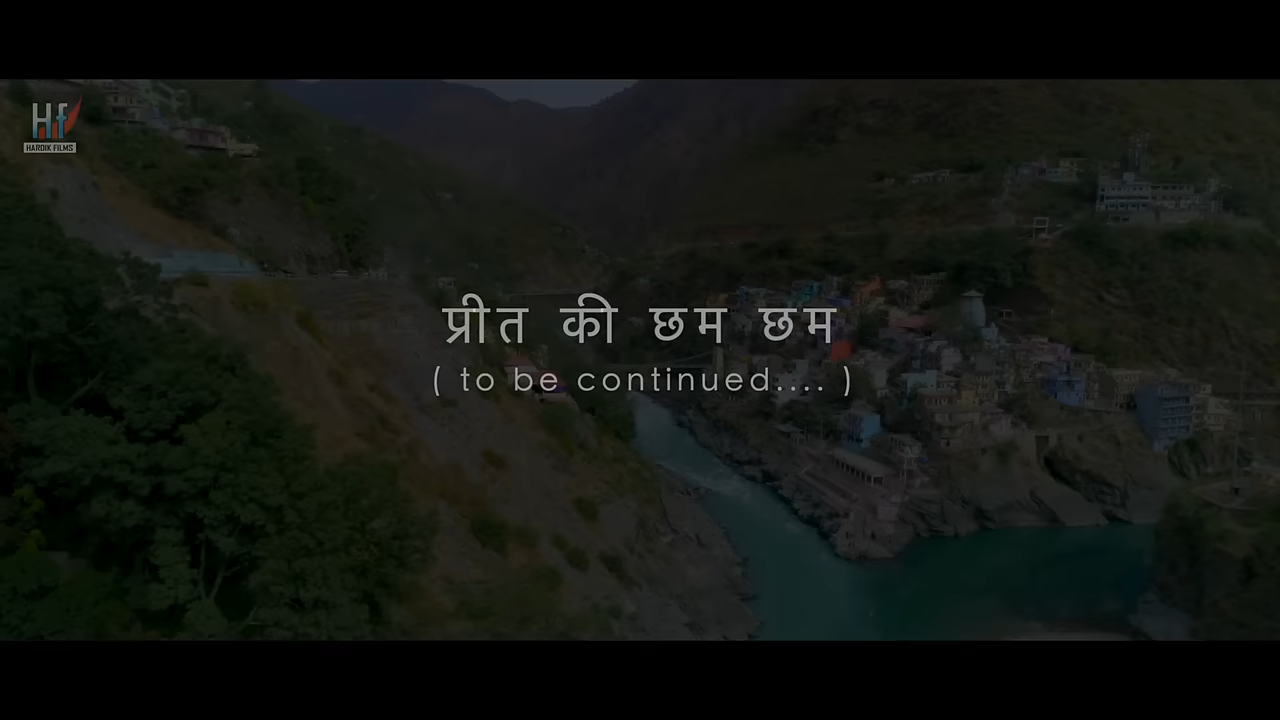 Hf
HARDIK FILMS
प्रीत की छम छम
( to be continued.... )